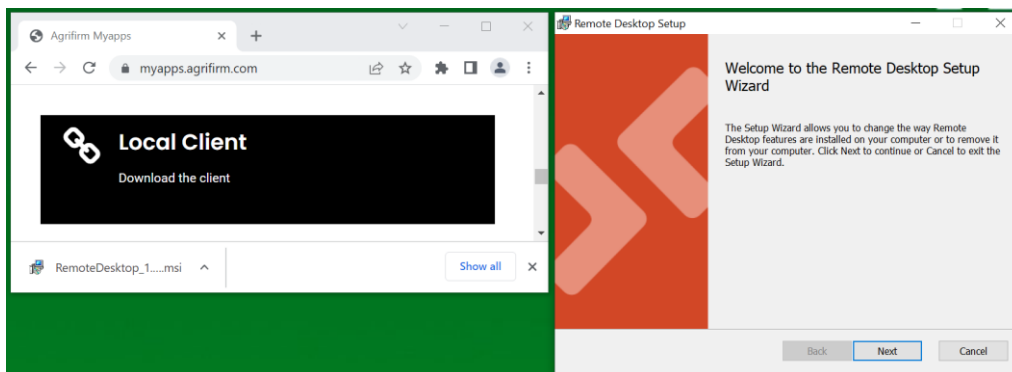 Agrifirm Myapps
myapps.agrifirm.com
Local Client
Download the client
RemoteDesktop_1.....msi
Show all
Remote Desktop Setup
Welcome to the Remote Desktop Setup
Wizard
The Setup Wizard allows you to change the way Remote
Desktop features are installed on your computer or to remove it
from your computer. Click Next to continue or Cancel to exit the
Setup Wizard.
Back
Next
Cancel